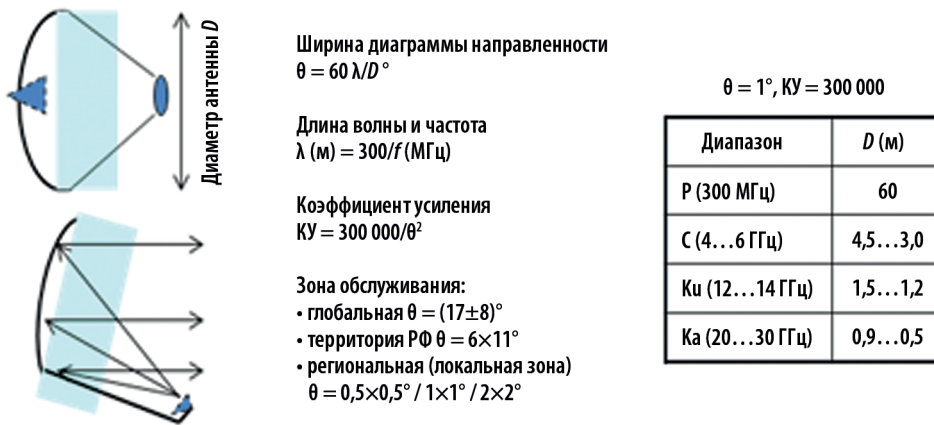 Диаметр антенны D
Ширина диаграммы направленности
θ = 60 λ/D °
Длина волны и частота
λ (м) = 300/f (МГц)
Коэффициент усиления
КУ = 300 000/θ²
Зона обслуживания:
• глобальная θ = (17±8)°
• территория РФ θ = 6×11°
• региональная (локальная зона)
θ = 0,5×0,5° / 1×1° / 2×2°
θ = 1°, КУ = 300 000
Диапазон D (м)
P (300 МГц) 60
C (4…6 ГГц) 4,5…3,0
Ku (12…14 ГГц) 1,5…1,2
Ka (20…30 ГГц) 0,9…0,5